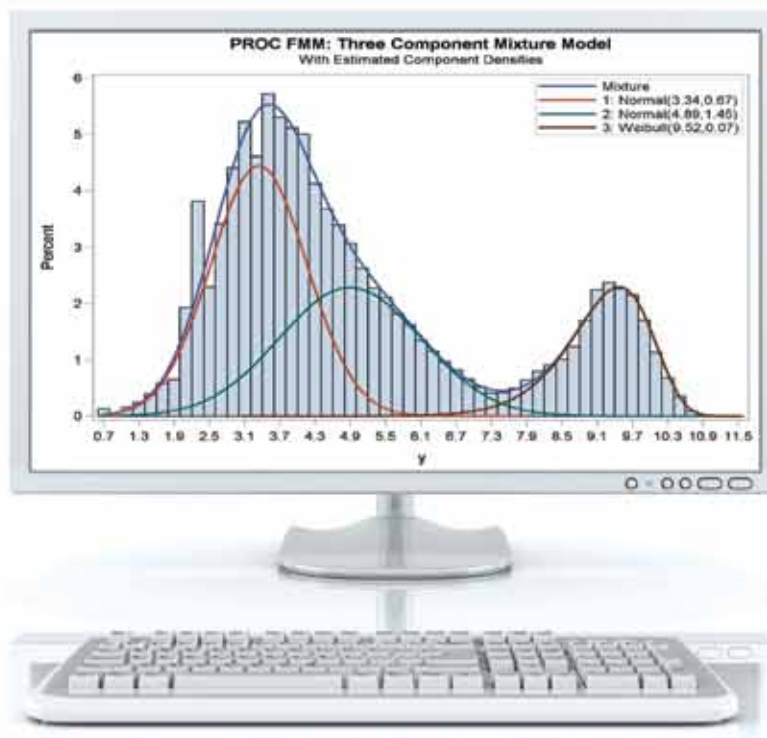 PROC FMM: Three Component Mixture Model
With Estimated Component Densities
Mixture
1: Normal(3.34,0.67)
2: Normal(4.89,1.45)
3: Weibull(9.52,0.07)
Percent
6
5
4
3
2
1
0
0.7 1.3 1.9 2.5 3.1 3.7 4.3 4.9 5.5 6.1 6.7 7.3 7.9 8.5 9.1 9.7 10.3 10.9 11.5
y